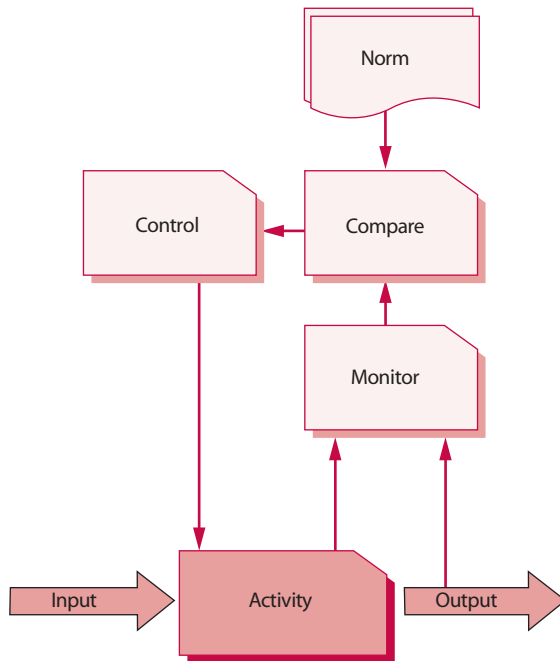 Norm
Control
Compare
Monitor
Input
Activity
Output